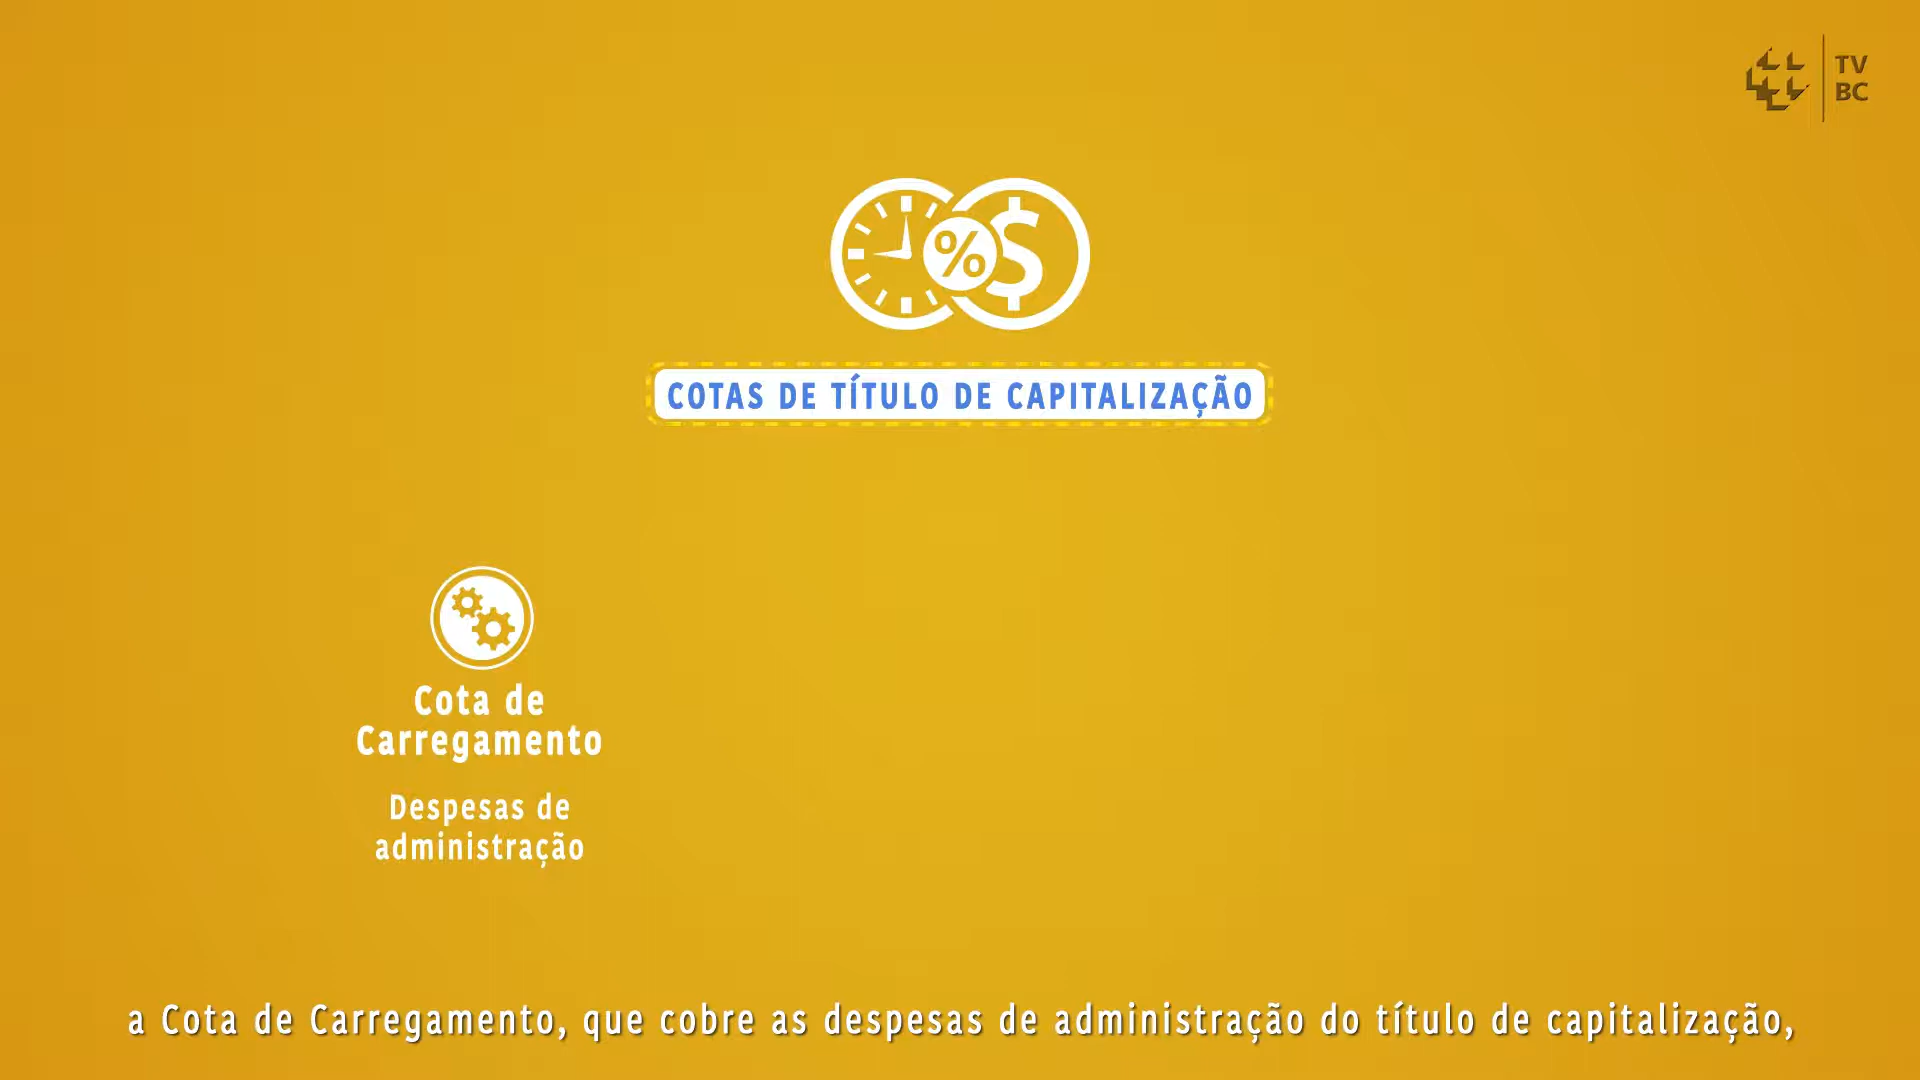 TV
BC
%
$
COTAS DE TÍTULO DE CAPITALIZAÇÃO
Cota de
Carregamento
Despesas de
administração
a Cota de Carregamento, que cobre as despesas de administração do título de capitalização,